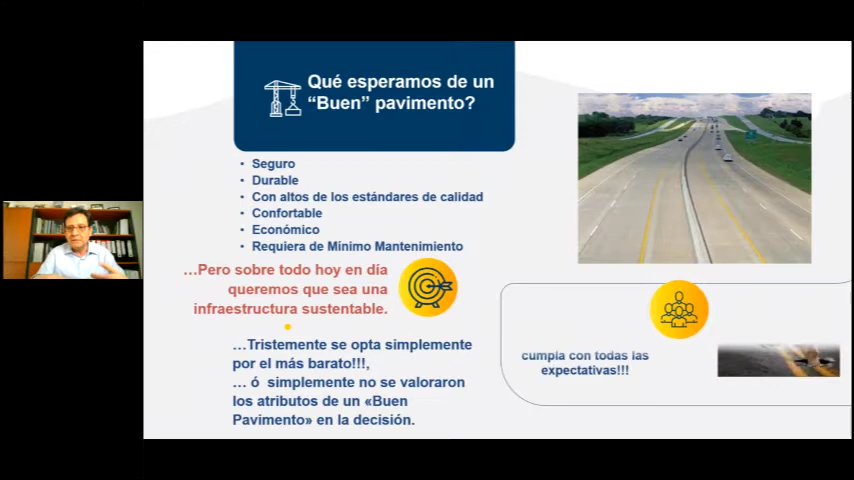 Qué esperamos de un
“Buen” pavimento?
• Seguro
• Durable
• Con altos de los estándares de calidad
• Confortable
• Económico
• Requiera de Mínimo Mantenimiento
…Pero sobre todo hoy en día
queremos que sea una
infraestructura sustentable.
…Tristemente se opta simplemente
por el más barato!!!,
… ó simplemente no se valoraron
los atributos de un «Buen
Pavimento» en la decisión.
cumpla con todas las
expectativas!!!